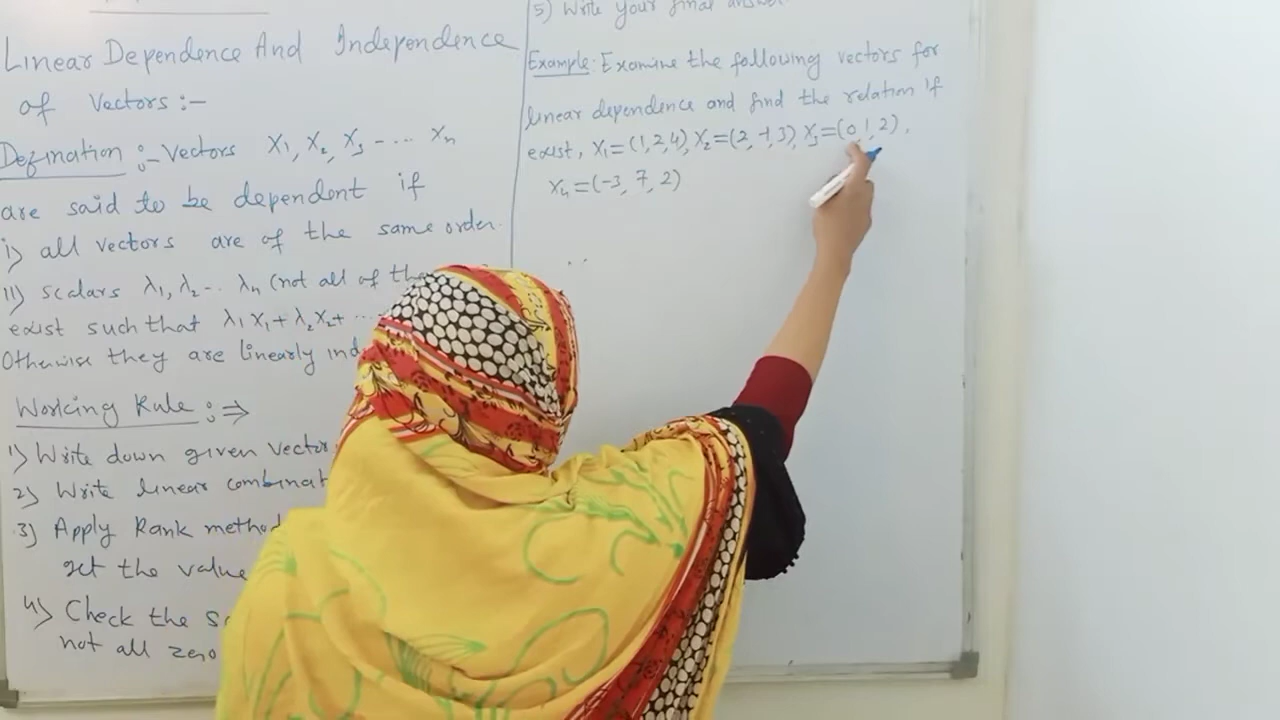 Linear Dependence And Independence
of Vectors :-
Defination :- Vectors X1, X2, X3 --... Xn
are said to be dependent if
i) all vectors are of the same order.
II) scalars λ1, λ2 -.. λn (not all of the
exist such that λ1X1 + λ2X2 + ...
Otherwise they are linearly ind
Working Rule :⇒
1) Write down given vector
2) Write linear combinat
3) Apply Rank method
get the value
4) Check the
not all zero
5) Write your final answer
Example: Examine the following vectors for
linear dependence and find the relation if
exist, X1=(1,2,4), X2=(2,-1,3), X3=(0,1,2),
X4=(-3, 7, 2)